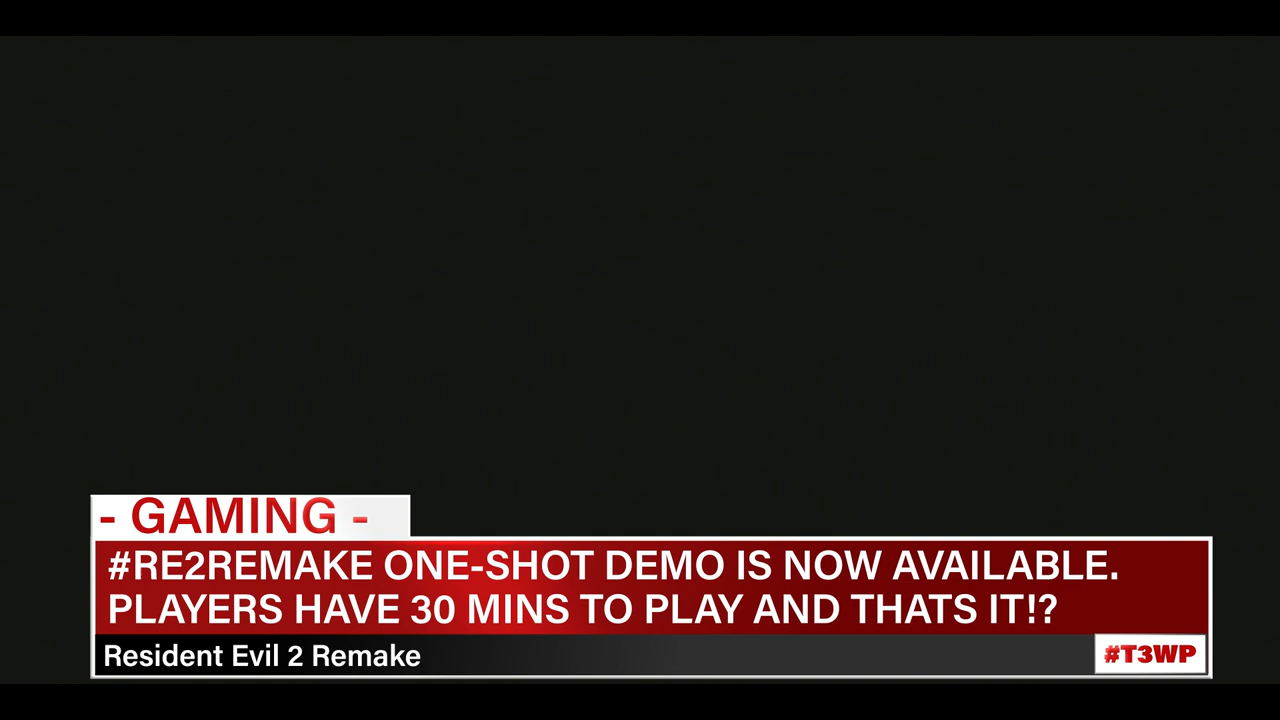 - GAMING -
#RE2REMAKE ONE-SHOT DEMO IS NOW AVAILABLE.
PLAYERS HAVE 30 MINS TO PLAY AND THATS IT!?
Resident Evil 2 Remake
#T3WP